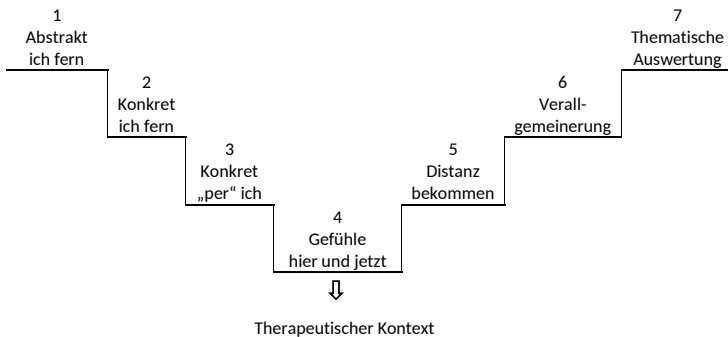 1
Abstrakt
ich fern
2
Konkret
ich fern
3
Konkret
„per“ ich
4
Gefühle
hier und jetzt
5
Distanz
bekommen
6
Verall-
gemeinerung
7
Thematische
Auswertung
Therapeutischer Kontext